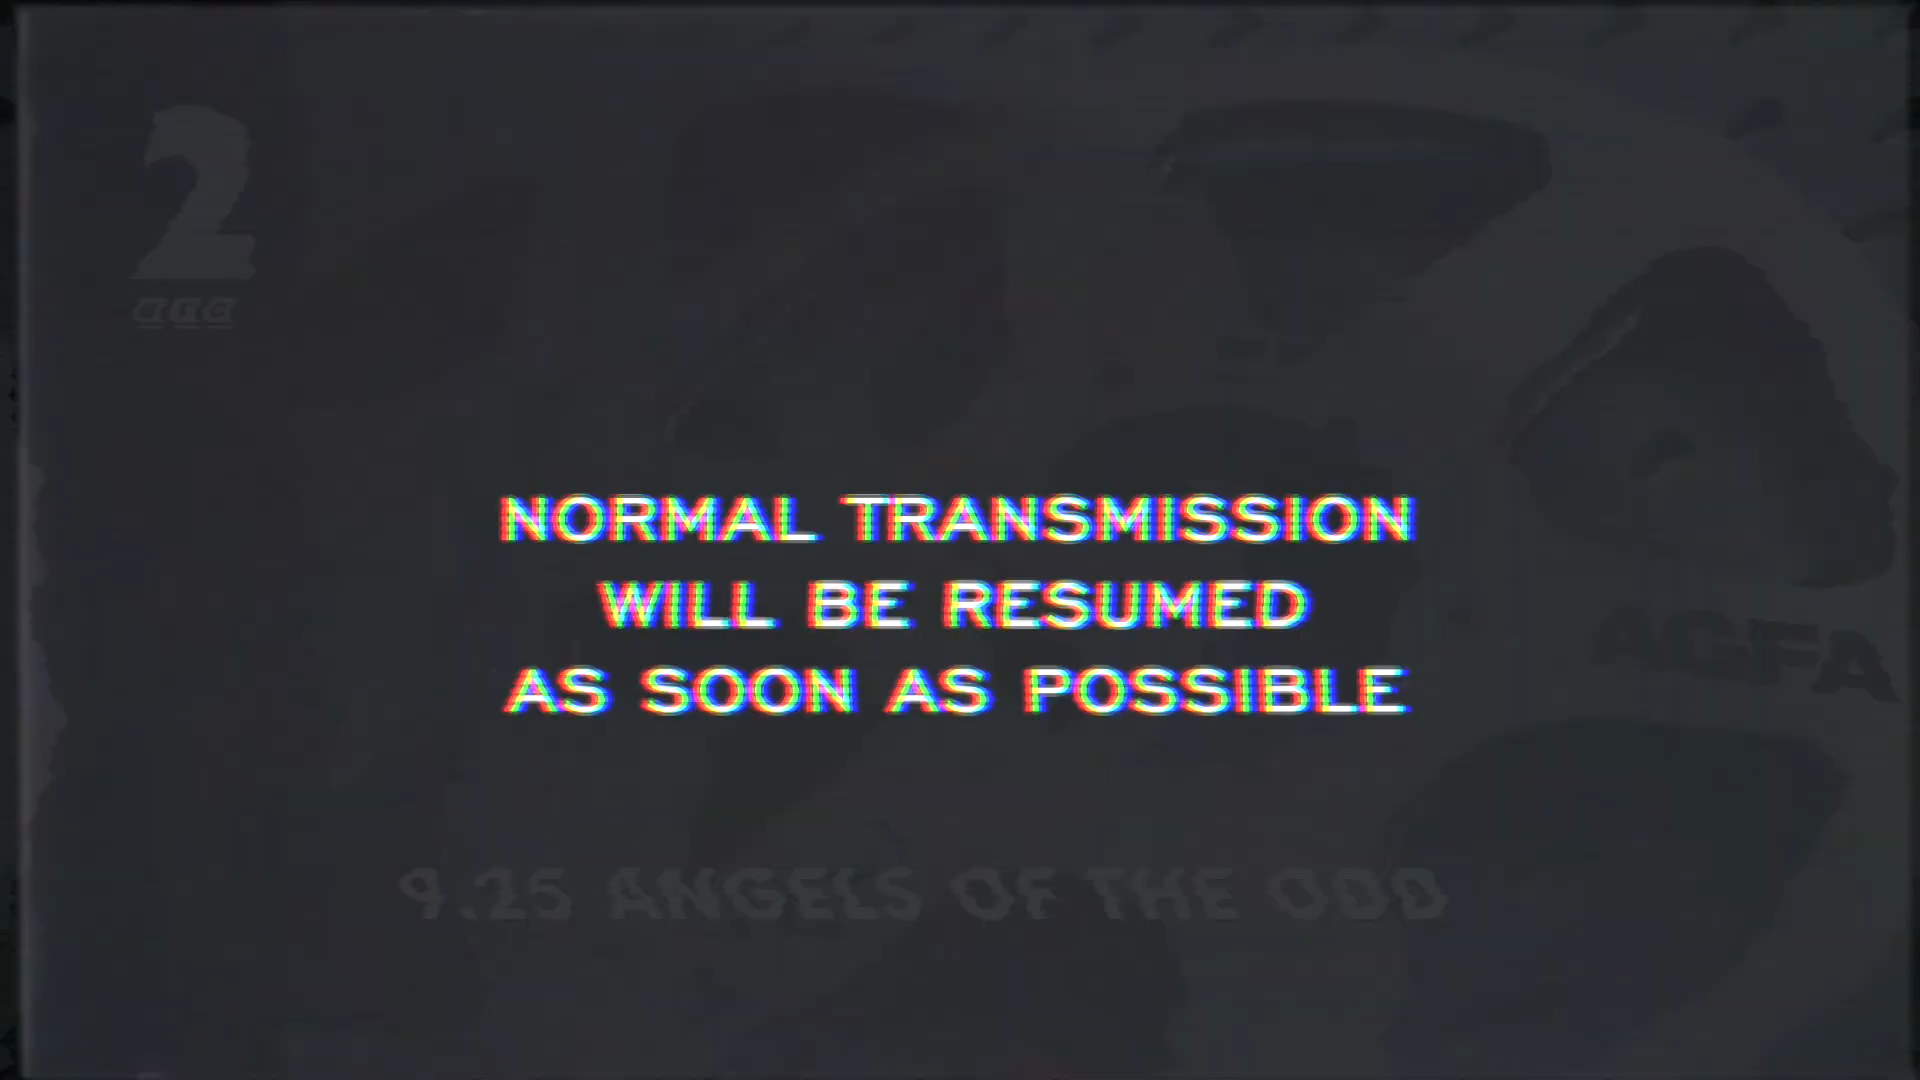 2
BBC
NORMAL TRANSMISSION
WILL BE RESUMED
AS SOON AS POSSIBLE
AGFA
9.25 ANGELS OF THE ODD